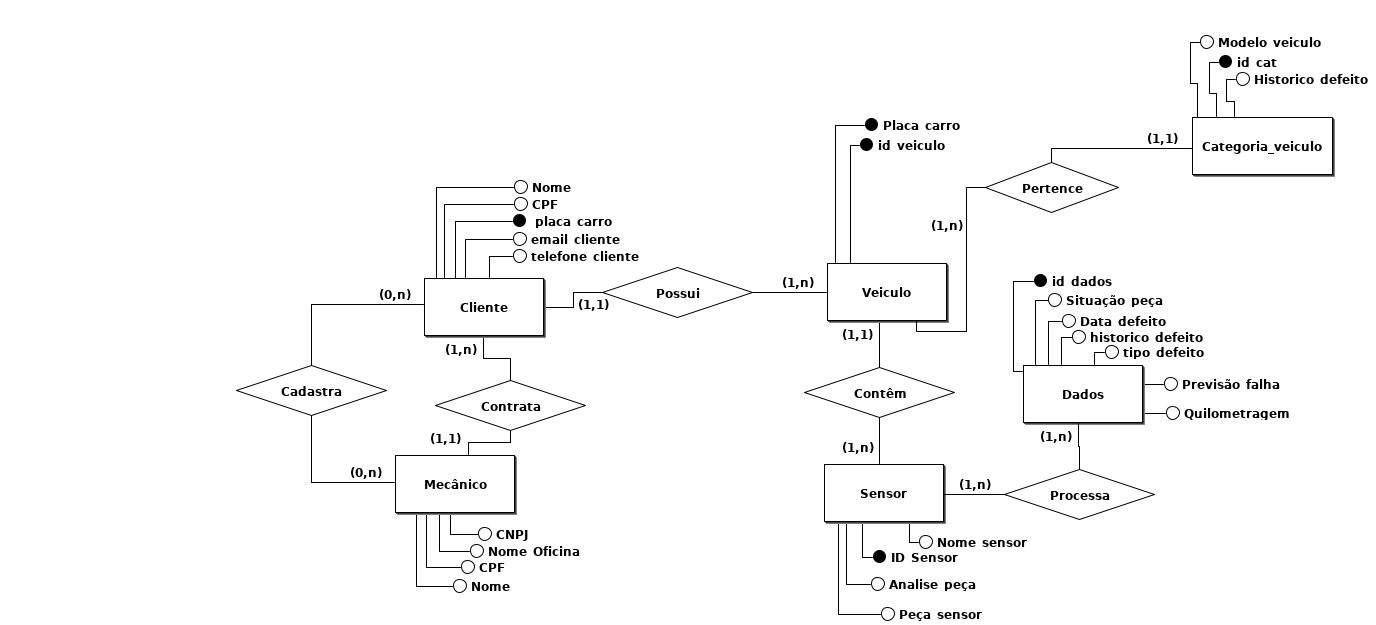 Modelo veiculo
id cat
Historico defeito
Categoria_veiculo
(1,1)
Pertence
(1,n)
Placa carro
id veiculo
Veiculo
(1,n)
Possui
(1,1)
Nome
CPF
placa carro
email cliente
telefone cliente
Cliente
(0,n)
Cadastra
(0,n)
(1,n)
Contrata
(1,1)
Mecânico
CNPJ
Nome Oficina
CPF
Nome
(1,1)
Contêm
(1,n)
Sensor
Nome sensor
ID Sensor
Analise peça
Peça sensor
(1,n)
Processa
(1,n)
Dados
id dados
Situação peça
Data defeito
historico defeito
tipo defeito
Previsão falha
Quilometragem